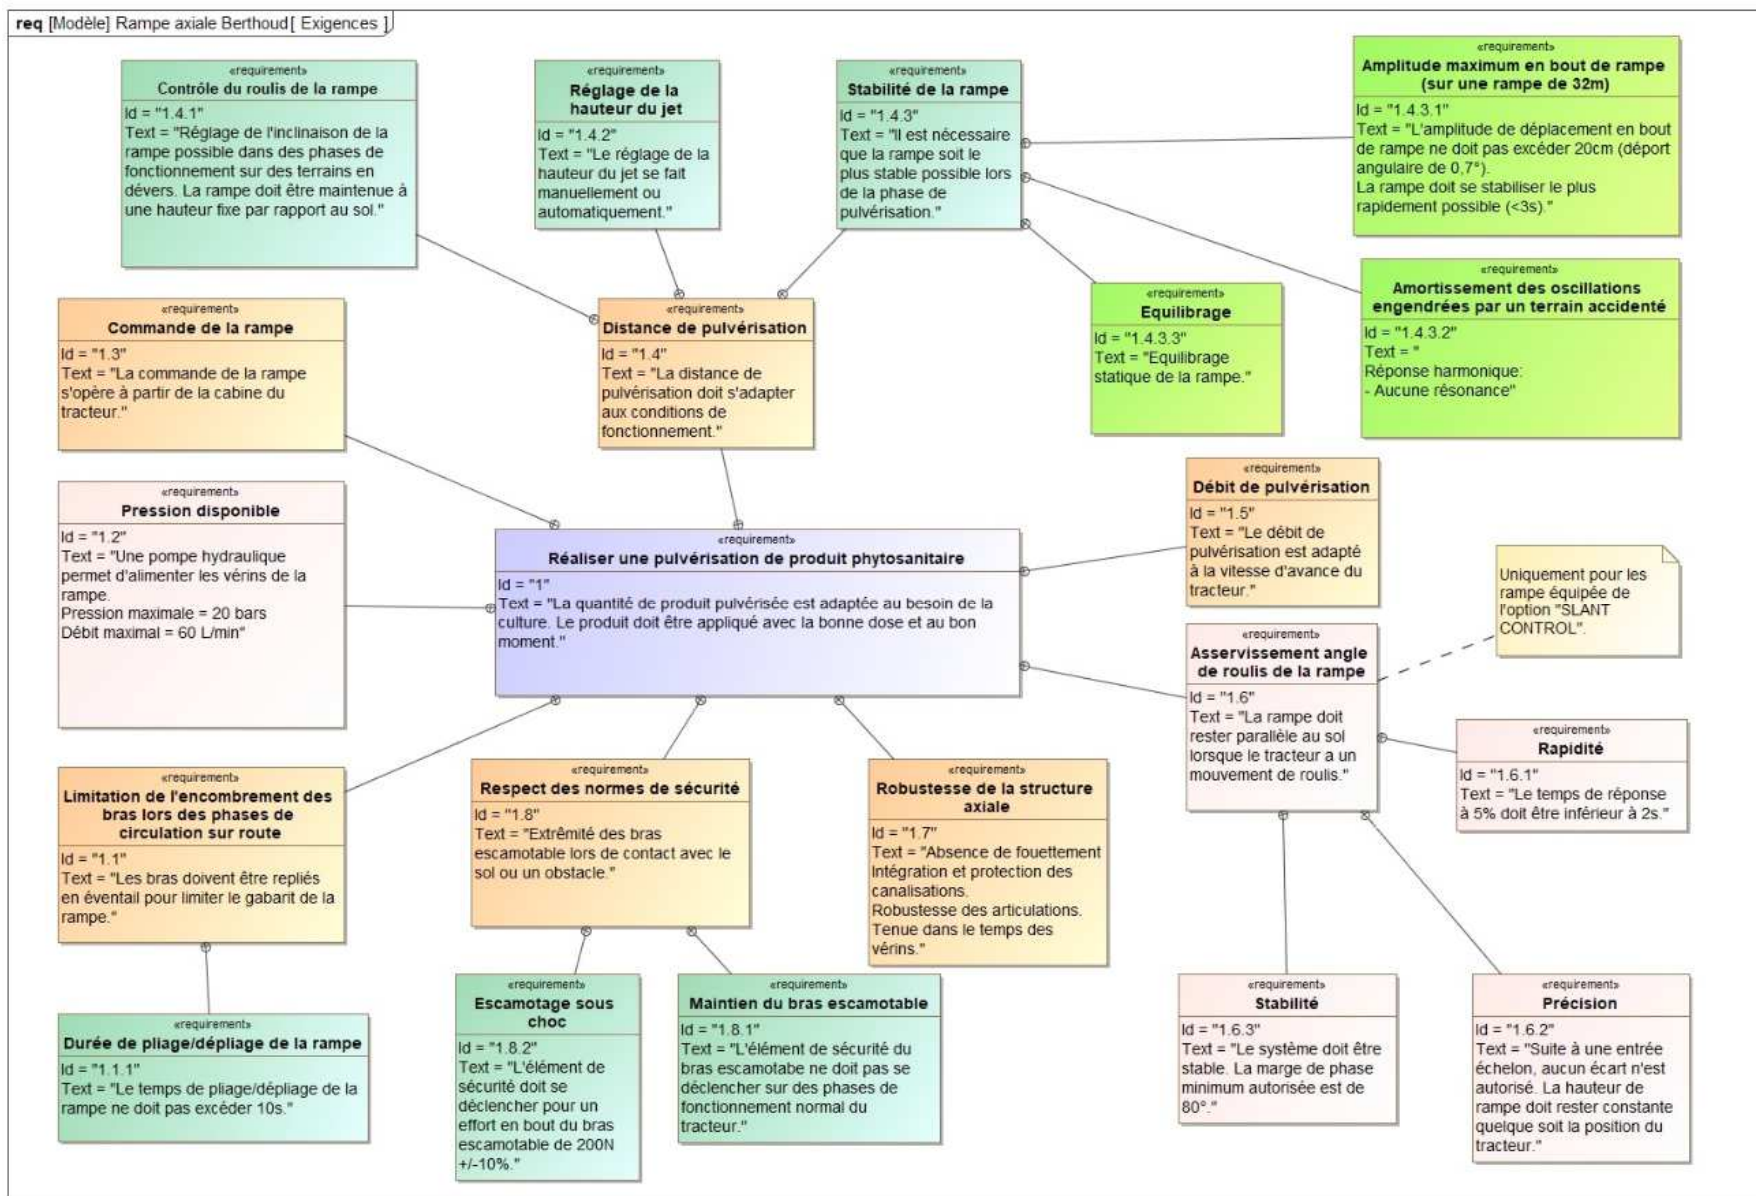 req [Modèle] Rampe axiale Berthoud [ Exigences ]
«requirement»
Contrôle du roulis de la rampe
Id = "1.4.1"
Text = "Réglage de l'inclinaison de la
rampe possible dans des phases de
fonctionnement sur des terrains en
dévers. La rampe doit être maintenue à
une hauteur fixe par rapport au sol."
«requirement»
Réglage de la
hauteur du jet
Id = "1.4.2"
Text = "Le réglage de la
hauteur du jet se fait
manuellement ou
automatiquement."
«requirement»
Stabilité de la rampe
Id = "1.4.3"
Text = "Il est nécessaire
que la rampe soit le
plus stable possible lors
de la phase de
pulvérisation."
«requirement»
Amplitude maximum en bout de rampe
(sur une rampe de 32m)
Id = "1.4.3.1"
Text = "L'amplitude de déplacement en bout
de rampe ne doit pas excéder 20cm (déport
angulaire de 0,7°).
La rampe doit se stabiliser le plus
rapidement possible (<3s)."
«requirement»
Commande de la rampe
Id = "1.3"
Text = "La commande de la rampe
s'opère à partir de la cabine du
tracteur."
«requirement»
Distance de pulvérisation
Id = "1.4"
Text = "La distance de
pulvérisation doit s'adapter
aux conditions de
fonctionnement."
«requirement»
Equilibrage
Id = "1.4.3.3"
Text = "Equilibrage
statique de la rampe."
«requirement»
Amortissement des oscillations
engendrées par un terrain accidenté
Id = "1.4.3.2"
Text = "
Réponse harmonique:
- Aucune résonance"
«requirement»
Pression disponible
Id = "1.2"
Text = "Une pompe hydraulique
permet d'alimenter les vérins de la
rampe.
Pression maximale = 20 bars
Débit maximal = 60 L/min"
«requirement»
Réaliser une pulvérisation de produit phytosanitaire
Id = "1"
Text = "La quantité de produit pulvérisée est adaptée au besoin de la
culture. Le produit doit être appliqué avec la bonne dose et au bon
moment."
«requirement»
Débit de pulvérisation
Id = "1.5"
Text = "Le débit de
pulvérisation est adapté
à la vitesse d'avance du
tracteur."
Uniquement pour les
rampe équipée de
l'option "SLANT
CONTROL".
«requirement»
Asservissement angle
de roulis de la rampe
Id = "1.6"
Text = "La rampe doit
rester parallèle au sol
lorsque le tracteur a un
mouvement de roulis."
«requirement»
Rapidité
Id = "1.6.1"
Text = "Le temps de réponse
à 5% doit être inférieur à 2s."
«requirement»
Limitation de l'encombrement des
bras lors des phases de
circulation sur route
Id = "1.1"
Text = "Les bras doivent être repliés
en éventail pour limiter le gabarit de la
rampe."
«requirement»
Respect des normes de sécurité
Id = "1.8"
Text = "Extrêmité des bras
escamotable lors de contact avec le
sol ou un obstacle."
«requirement»
Robustesse de la structure
axiale
Id = "1.7"
Text = "Absence de fouettement
Intégration et protection des
canalisations.
Robustesse des articulations.
Tenue dans le temps des
vérins."
«requirement»
Durée de pliage/dépliage de la rampe
Id = "1.1.1"
Text = "Le temps de pliage/dépliage de la
rampe ne doit pas excéder 10s."
«requirement»
Escamotage sous
choc
Id = "1.8.2"
Text = "L'élément de
sécurité doit se
déclencher pour un
effort en bout du bras
escamotable de 200N
+/-10%."
«requirement»
Maintien du bras escamotable
Id = "1.8.1"
Text = "L'élément de sécurité du
bras escamotabe ne doit pas se
déclencher sur des phases de
fonctionnement normal du
tracteur."
«requirement»
Stabilité
Id = "1.6.3"
Text = "Le système doit être
stable. La marge de phase
minimum autorisée est de
80°."
«requirement»
Précision
Id = "1.6.2"
Text = "Suite à une entrée
échelon, aucun écart n'est
autorisé. La hauteur de
rampe doit rester constante
quelque soit la position du
tracteur."